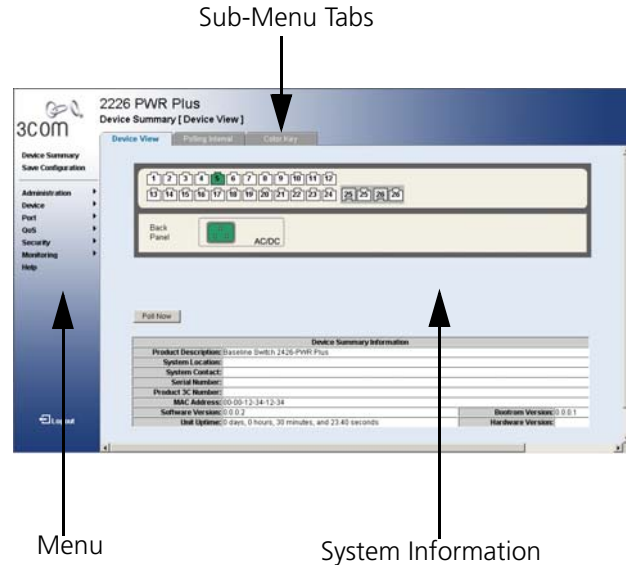 Sub-Menu Tabs
3COM
2226 PWR Plus
Device Summary [ Device View ]
Device View Polling Interval Color Key
Device Summary
Save Configuration
Administration
Device
Port
QoS
Security
Monitoring
Help
Logout
1 2 3 4 5 6 7 8 9 10 11 12
13 14 15 16 17 18 19 20 21 22 23 24 25 25 26 26
Back
Panel
AC/DC
Poll Now
Device Summary Information
Product Description: Baseline Switch 2426-PWR Plus
System Location:
System Contact:
Serial Number:
Product 3C Number:
MAC Address: 00-00-12-34-12-34
Software Version: 0.0.0.2 Bootrom Version: 0.0.0.1
Unit Uptime: 0 days, 0 hours, 30 minutes, and 23.40 seconds Hardware Version:
Menu
System Information